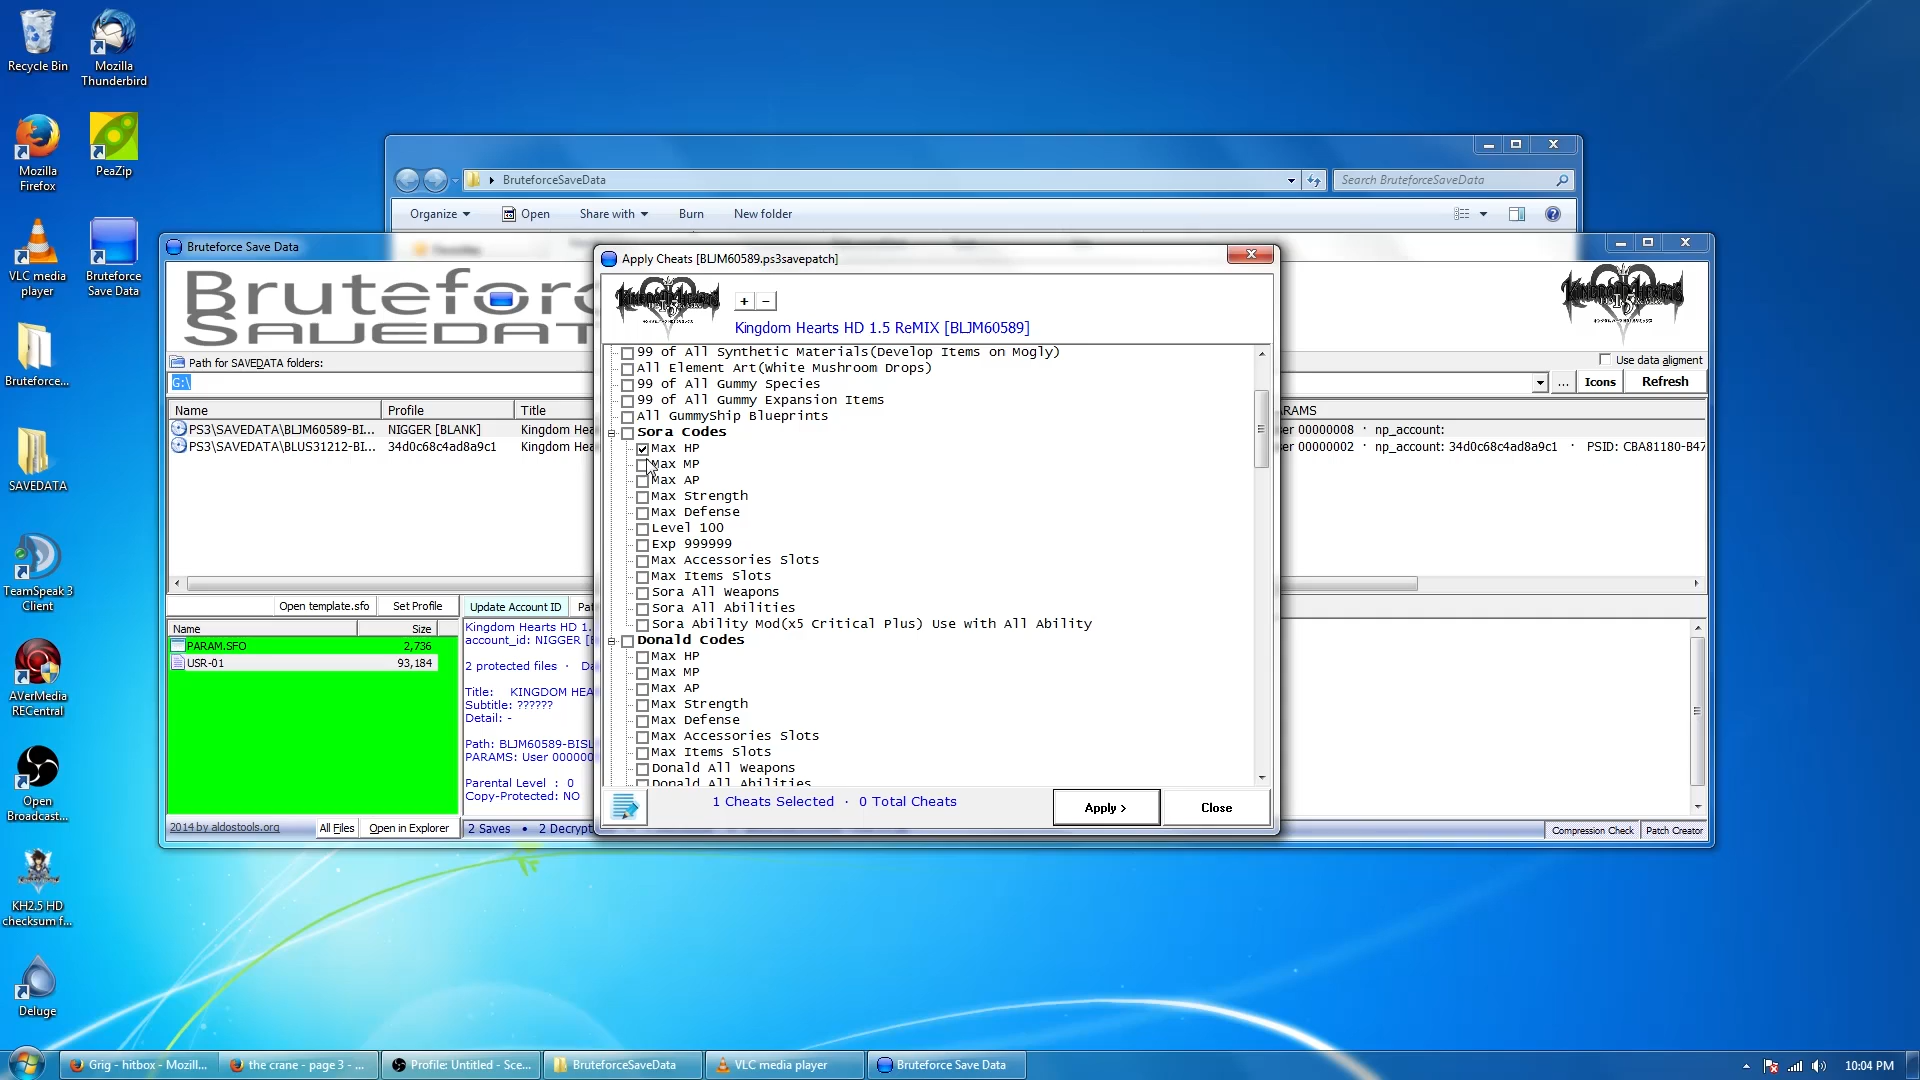 Recycle Bin
Mozilla Thunderbird
Mozilla Firefox
PeaZip
VLC media player
Bruteforce Save Data
Bruteforce...
SAVEDATA
TeamSpeak 3 Client
AVerMedia RECentral
Open Broadcast...
KH2.5 HD checksum f...
Deluge
BruteforceSaveData
Search BruteforceSaveData
Organize
Open
Share with
Burn
New folder
Bruteforce Save Data
Bruteforc
SAVEDATA
Path for SAVEDATA folders:
G:\
Use data aligment
...
Icons
Refresh
Name Profile Title
PS3\SAVEDATA\BLJM60589-BI... NIGGER [BLANK] Kingdom Hea
PS3\SAVEDATA\BLUS31212-BI... 34d0c68c4ad8a9c1 Kingdom Hea
ARAMS
er 00000008 · np_account:
er 00000002 · np_account: 34d0c68c4ad8a9c1 · PSID: CBA81180-B47
Open template.sfo
Set Profile
Update Account ID
Pat
Name Size
PARAM.SFO 2,736
USR-01 93,184
Kingdom Hearts HD 1.
account_id: NIGGER [B
2 protected files · Da
Title: KINGDOM HEA
Subtitle: ??????
Detail: -
Path: BLJM60589-BISL
PARAMS: User 000000
Parental Level : 0
Copy-Protected: NO
2014 by aldostools.org
All Files
Open in Explorer
2 Saves • 2 Decrypt
Compression Check
Patch Creator
Apply Cheats [BLJM60589.ps3savepatch]
+ −
Kingdom Hearts HD 1.5 ReMIX [BLJM60589]
99 of All Synthetic Materials(Develop Items on Mogly)
All Element Art(White Mushroom Drops)
99 of All Gummy Species
99 of All Gummy Expansion Items
All GummyShip Blueprints
Sora Codes
Max HP
Max MP
Max AP
Max Strength
Max Defense
Level 100
Exp 999999
Max Accessories Slots
Max Items Slots
Sora All Weapons
Sora All Abilities
Sora Ability Mod(x5 Critical Plus) Use with All Ability
Donald Codes
Max HP
Max MP
Max AP
Max Strength
Max Defense
Max Accessories Slots
Max Items Slots
Donald All Weapons
Donald All Abilities
1 Cheats Selected · 0 Total Cheats
Apply >
Close
Grig - hitbox - Mozill...
the crane - page 3 - ...
Profile: Untitled - Sce...
BruteforceSaveData
VLC media player
Bruteforce Save Data
10:04 PM